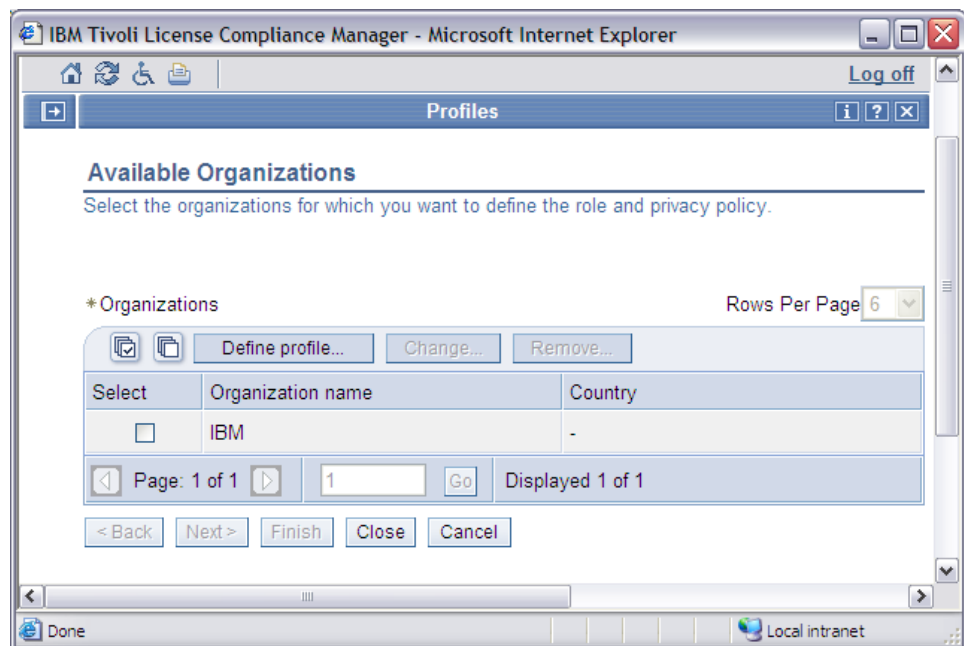 IBM Tivoli License Compliance Manager - Microsoft Internet Explorer
Log off
Profiles
Available Organizations
Select the organizations for which you want to define the role and privacy policy.
*Organizations Rows Per Page 6
Define profile... Change... Remove...
Select Organization name Country
IBM -
Page: 1 of 1 1 Go Displayed 1 of 1
< Back Next > Finish Close Cancel
Done Local intranet